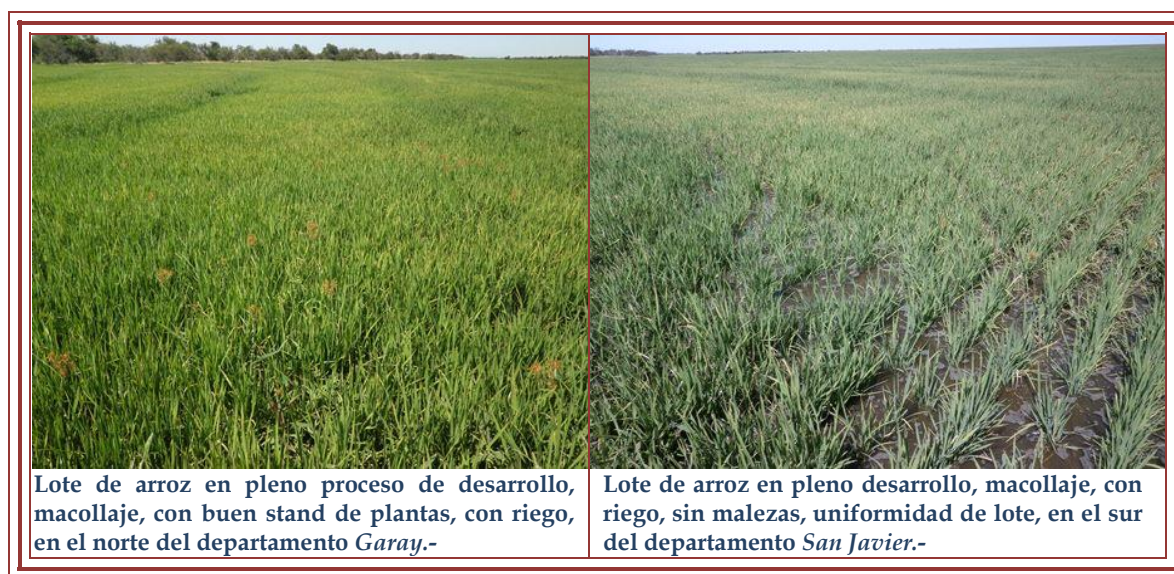 Lote de arroz en pleno proceso de desarrollo,
macollaje, con buen stand de plantas, con riego,
en el norte del departamento Garay.-
Lote de arroz en pleno desarrollo, macollaje, con
riego, sin malezas, uniformidad de lote, en el sur
del departamento San Javier.-